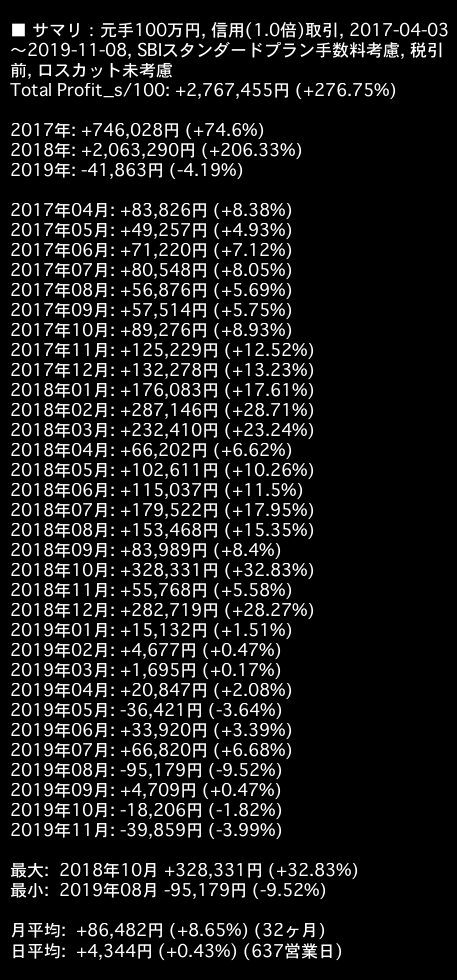 ■ サマリ : 元手100万円, 信用(1.0倍)取引, 2017-04-03
～2019-11-08, SBIスタンダードプラン手数料考慮, 税引
前, ロスカット未考慮
Total Profit_s/100: +2,767,455円 (+276.75%)
2017年: +746,028円 (+74.6%)
2018年: +2,063,290円 (+206.33%)
2019年: -41,863円 (-4.19%)
2017年04月: +83,826円 (+8.38%)
2017年05月: +49,257円 (+4.93%)
2017年06月: +71,220円 (+7.12%)
2017年07月: +80,548円 (+8.05%)
2017年08月: +56,876円 (+5.69%)
2017年09月: +57,514円 (+5.75%)
2017年10月: +89,276円 (+8.93%)
2017年11月: +125,229円 (+12.52%)
2017年12月: +132,278円 (+13.23%)
2018年01月: +176,083円 (+17.61%)
2018年02月: +287,146円 (+28.71%)
2018年03月: +232,410円 (+23.24%)
2018年04月: +66,202円 (+6.62%)
2018年05月: +102,611円 (+10.26%)
2018年06月: +115,037円 (+11.5%)
2018年07月: +179,522円 (+17.95%)
2018年08月: +153,468円 (+15.35%)
2018年09月: +83,989円 (+8.4%)
2018年10月: +328,331円 (+32.83%)
2018年11月: +55,768円 (+5.58%)
2018年12月: +282,719円 (+28.27%)
2019年01月: +15,132円 (+1.51%)
2019年02月: +4,677円 (+0.47%)
2019年03月: +1,695円 (+0.17%)
2019年04月: +20,847円 (+2.08%)
2019年05月: -36,421円 (-3.64%)
2019年06月: +33,920円 (+3.39%)
2019年07月: +66,820円 (+6.68%)
2019年08月: -95,179円 (-9.52%)
2019年09月: +4,709円 (+0.47%)
2019年10月: -18,206円 (-1.82%)
2019年11月: -39,859円 (-3.99%)
最大: 2018年10月 +328,331円 (+32.83%)
最小: 2019年08月 -95,179円 (-9.52%)
月平均: +86,482円 (+8.65%) (32ヶ月)
日平均: +4,344円 (+0.43%) (637営業日)